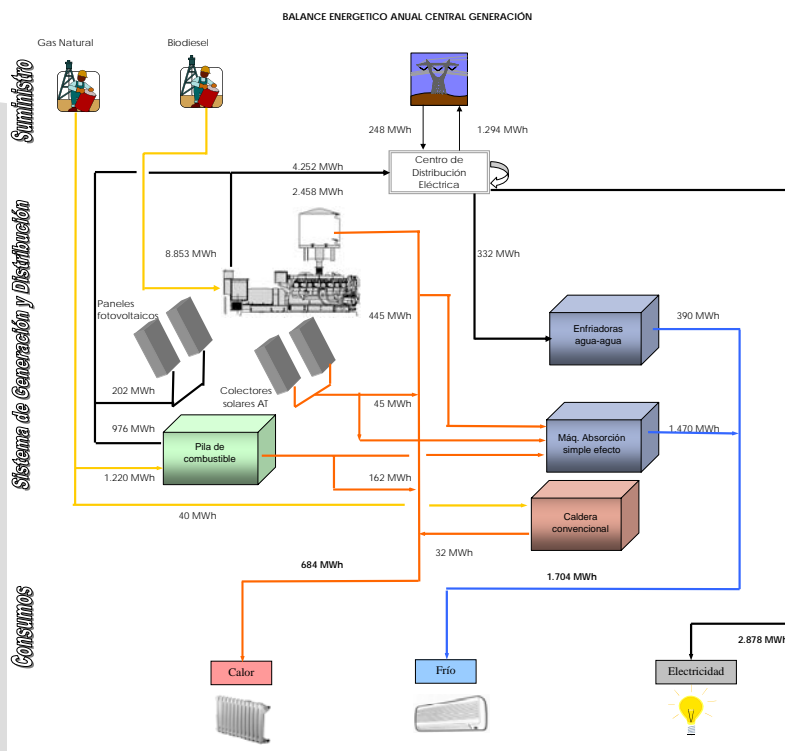 BALANCE ENERGETICO ANUAL CENTRAL GENERACIÓN
Gas Natural
Biodiesel
Suministro
248 MWh
1.294 MWh
Centro de
Distribución
Eléctrica
4.252 MWh
2.458 MWh
Sistema de Generación y Distribución
8.853 MWh
332 MWh
Paneles
fotovoltaicos
445 MWh
Enfriadoras
agua-agua
390 MWh
Colectores
solares AT
202 MWh
45 MWh
976 MWh
Pila de
combustible
Máq. Absorción
simple efecto
1.470 MWh
1.220 MWh
162 MWh
40 MWh
Caldera
convencional
32 MWh
684 MWh
1.704 MWh
Consumos
2.878 MWh
Calor
Frío
Electricidad